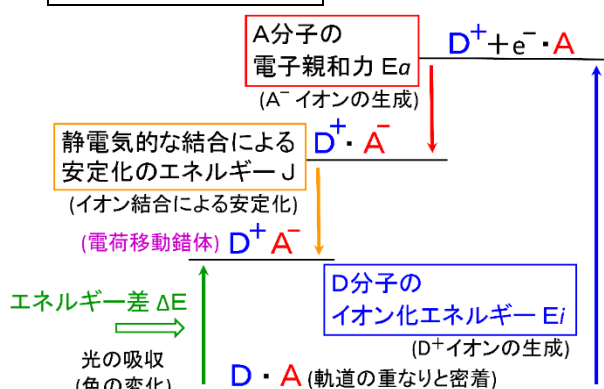 A分子の
電子親和力 Ea
(A⁻ イオンの生成)
D⁺+e⁻・A
静電気的な結合による
安定化のエネルギー J
(イオン結合による安定化)
D⁺・A⁻
(電荷移動錯体) D⁺ A⁻
D分子の
イオン化エネルギー Ei
(D⁺イオンの生成)
エネルギー差 ΔE
光の吸収
(色の変化)
D・A (軌道の重なりと密着)